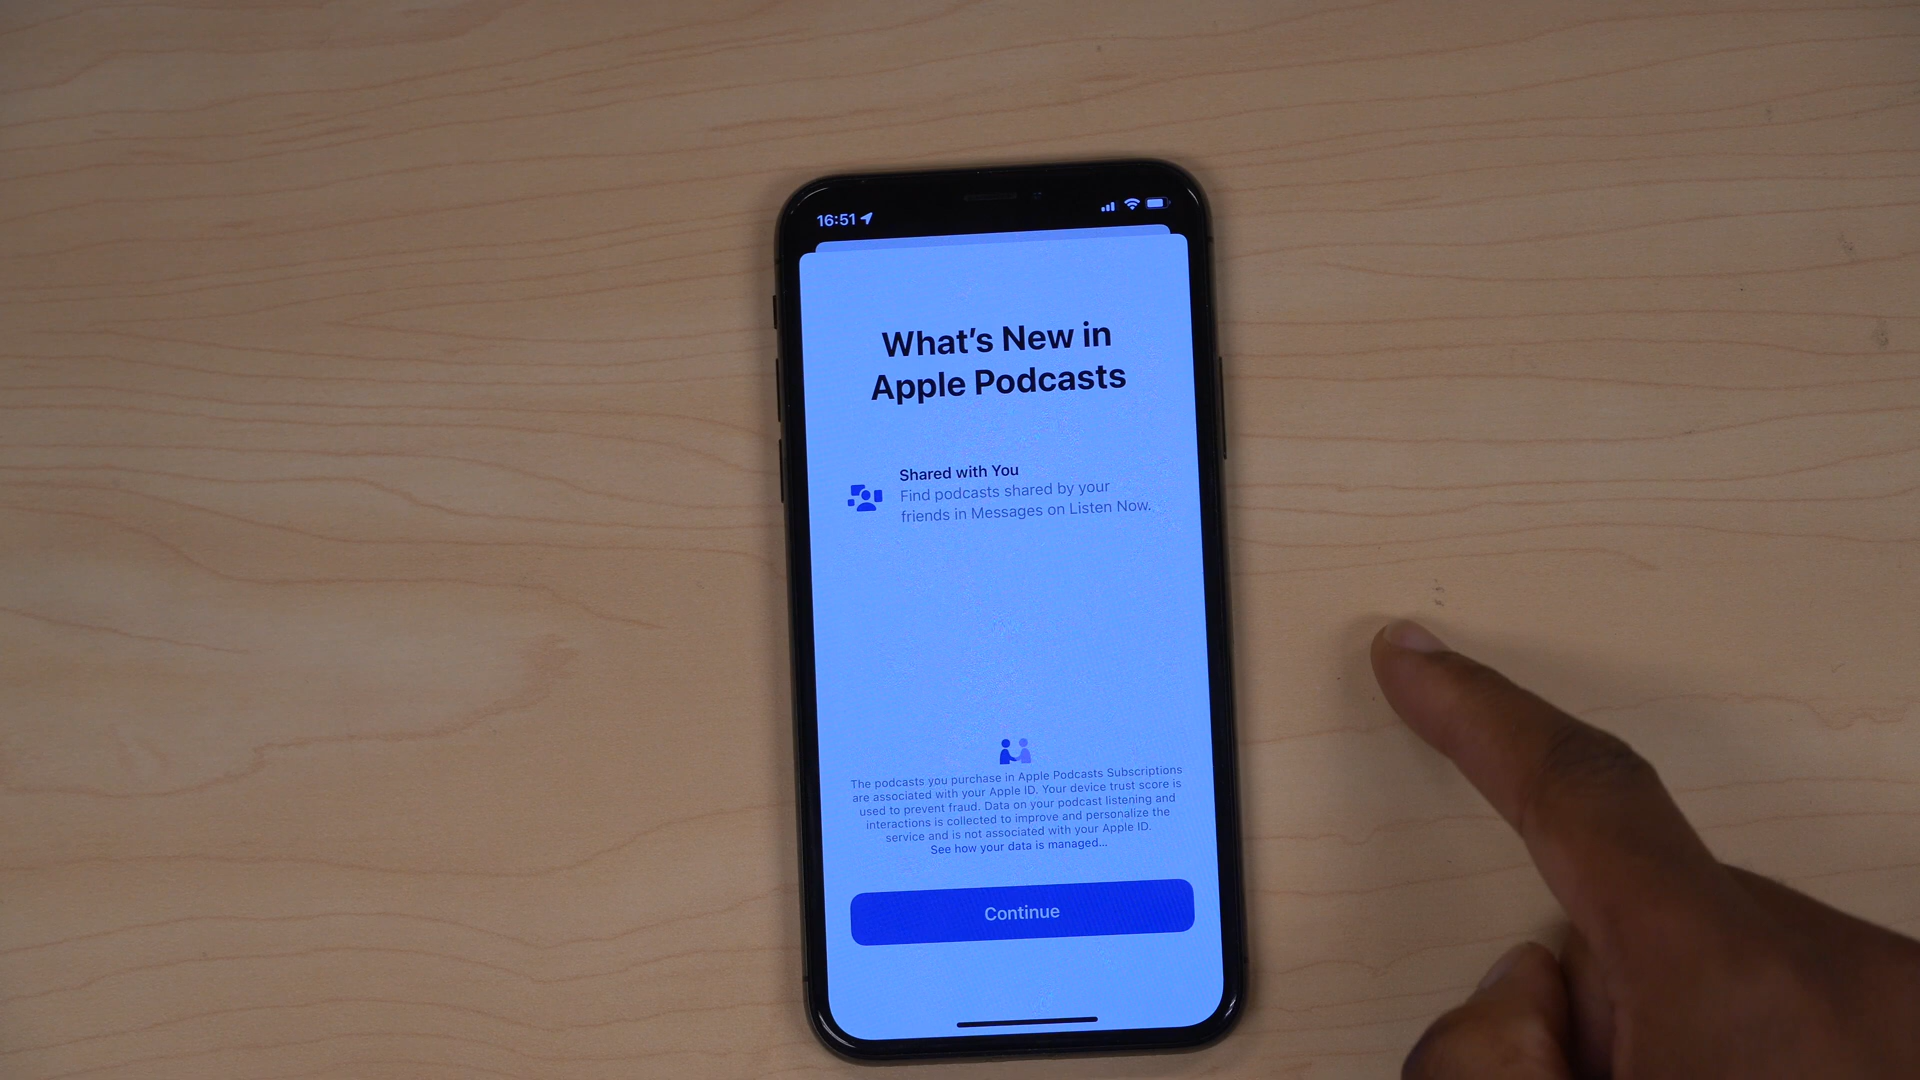 16:51
What's New in
Apple Podcasts
Shared with You
Find podcasts shared by your
friends in Messages on Listen Now.
The podcasts you purchase in Apple Podcasts Subscriptions
are associated with your Apple ID. Your device trust score is
used to prevent fraud. Data on your podcast listening and
interactions is collected to improve and personalize the
service and is not associated with your Apple ID.
See how your data is managed...
Continue